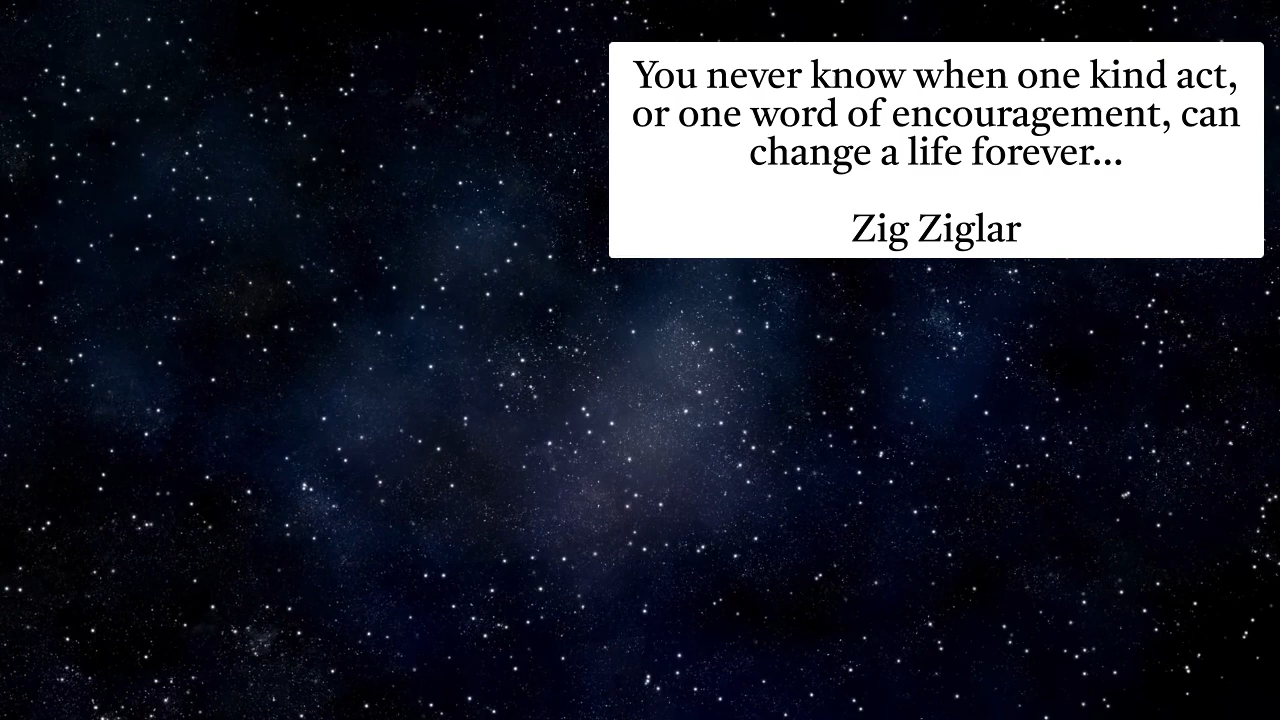 You never know when one kind act,
or one word of encouragement, can
change a life forever...
Zig Ziglar